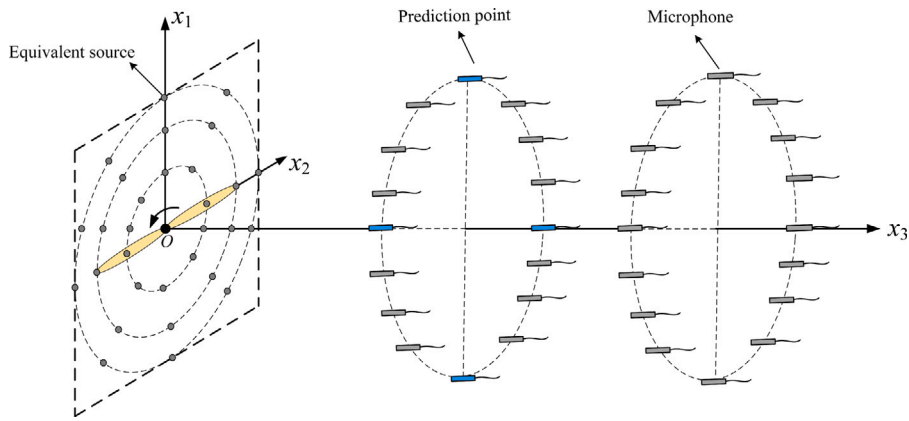 x1
Prediction point
Microphone
Equivalent source
x2
O
x3